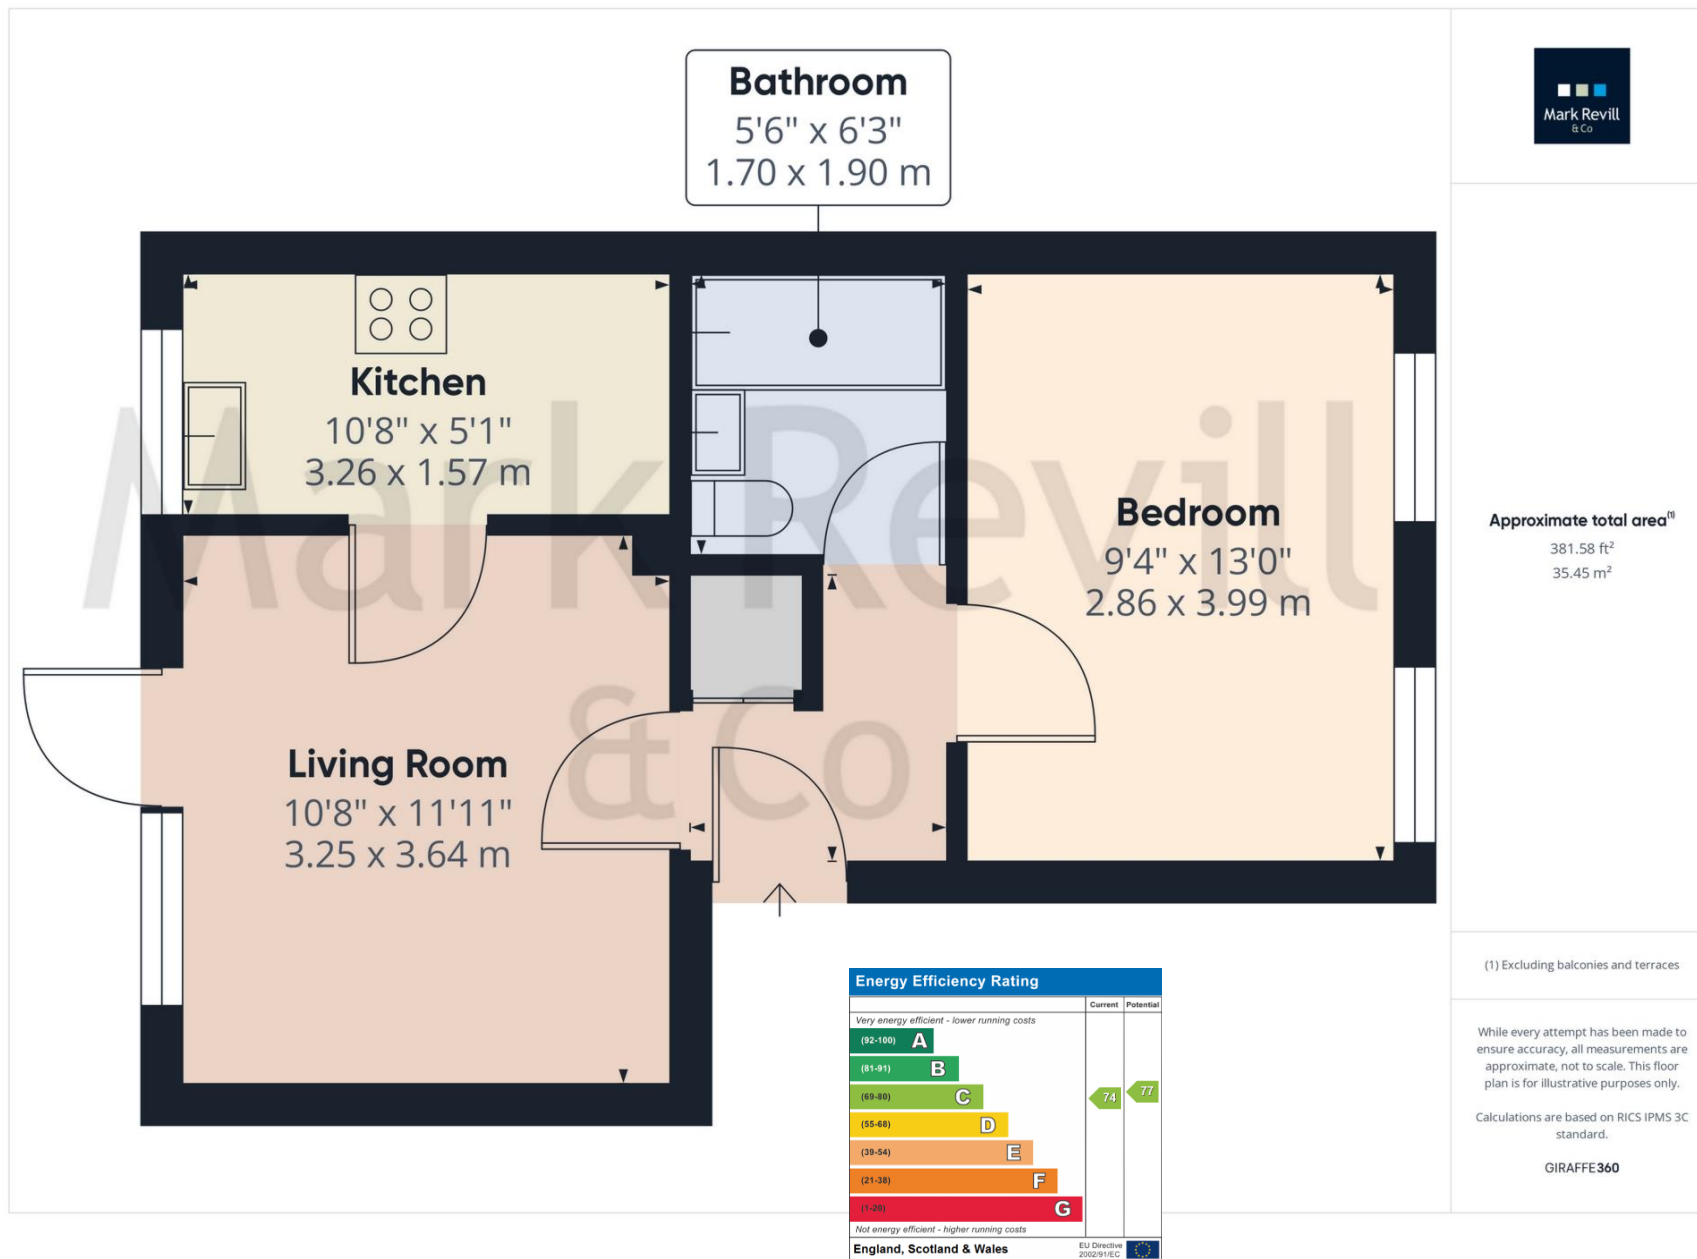 Bathroom
5'6" x 6'3"
1.70 x 1.90 m
Mark Revill
& Co
Kitchen
10'8" x 5'1"
3.26 x 1.57 m
Bedroom
9'4" x 13'0"
2.86 x 3.99 m
Living Room
10'8" x 11'11"
3.25 x 3.64 m
Mark Revill
& Co
Approximate total area(1)
381.58 ft²
35.45 m²
(1) Excluding balconies and terraces
While every attempt has been made to
ensure accuracy, all measurements are
approximate, not to scale. This floor
plan is for illustrative purposes only.
Calculations are based on RICS IPMS 3C
standard.
GIRAFFE360
Energy Efficiency Rating
Current Potential
Very energy efficient - lower running costs
(92-100) A
(81-91) B
(69-80) C 74 77
(55-68) D
(39-54) E
(21-38) F
(1-20) G
Not energy efficient - higher running costs
England, Scotland & Wales
EU Directive
2002/91/EC